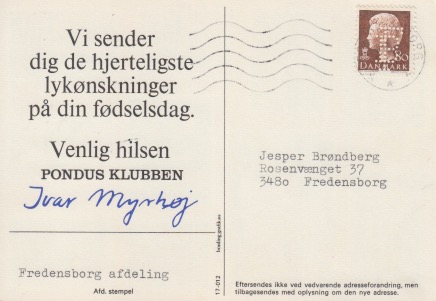 Vi sender
dig de hjerteligste
lykønskninger
på din fødselsdag.
Venlig hilsen
PONDUS KLUBBEN
Ivar Myrhøj
Fredensborg afdeling
Afd. stempel
17-012
80
DANMARK
Jesper Brøndberg
Rosenvænget 37
3480 Fredensborg
Eftersendes ikke ved vedvarende adresseforandring, men
tilbagesendes med oplysning om den nye adresse.